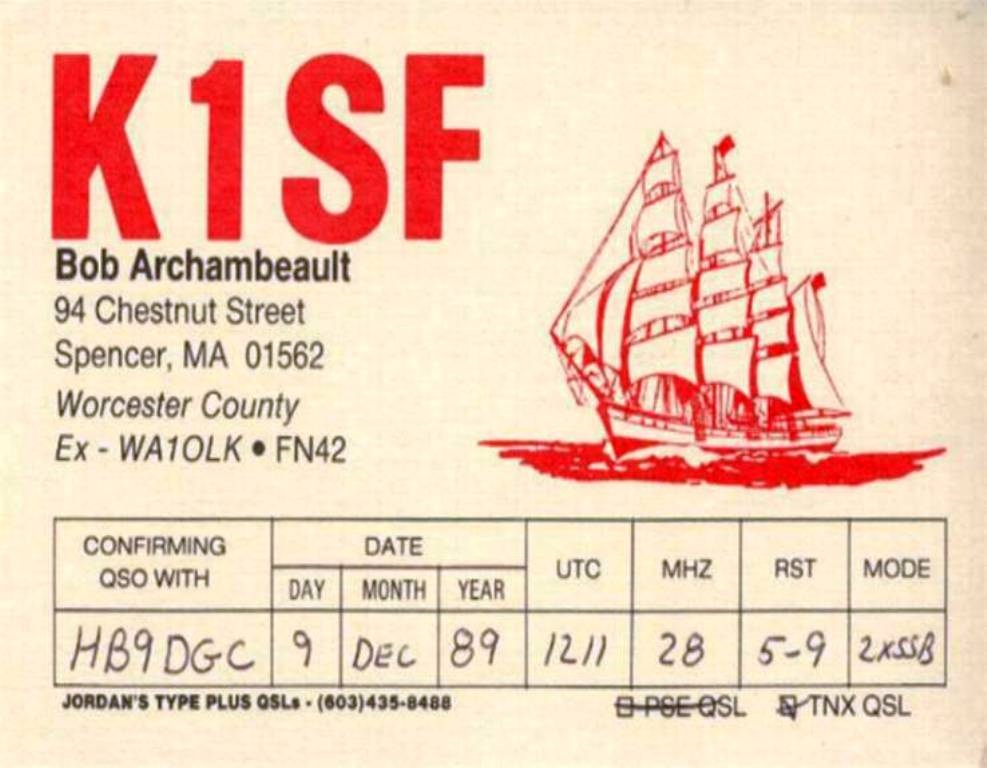 K1SF
Bob Archambeault
94 Chestnut Street
Spencer, MA 01562
Worcester County
Ex - WA1OLK • FN42
CONFIRMING QSO WITH DATE UTC MHZ RST MODE
DAY MONTH YEAR
HB9DGC 9 DEC 89 1211 28 5-9 2XSSB
JORDAN'S TYPE PLUS QSLs - (603)435-8488 PSE QSL TNX QSL